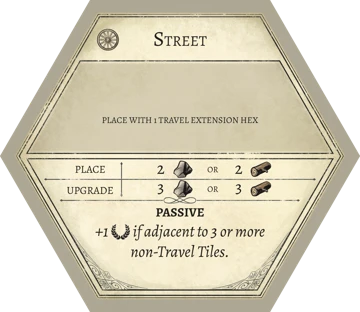 STREET
PLACE WITH 1 TRAVEL EXTENSION HEX
PLACE 2 OR 2
UPGRADE 3 OR 3
PASSIVE
+1 if adjacent to 3 or more
non-Travel Tiles.